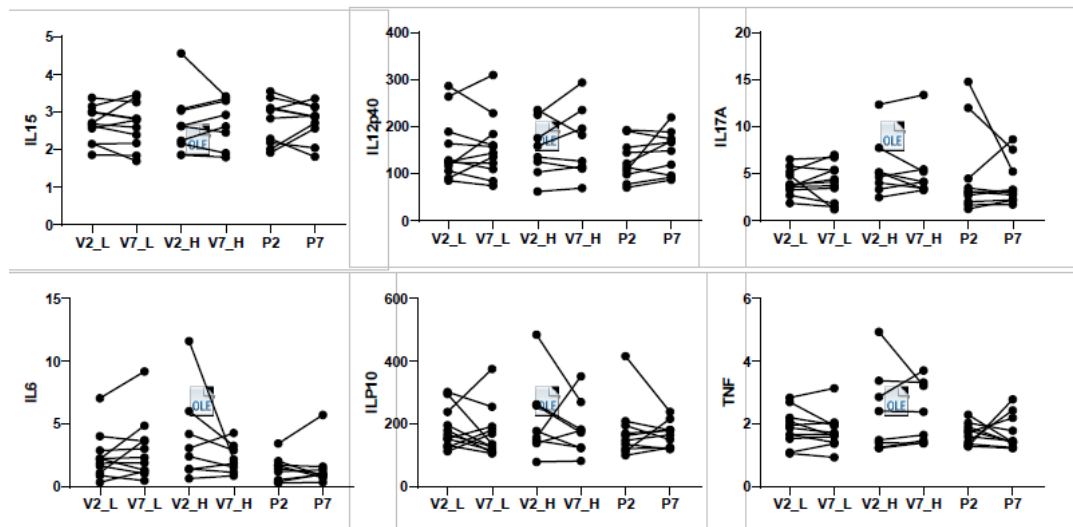 IL15
5
4
3
2
1
0
V2_L V7_L V2_H V7_H P2 P7
OLE
IL12p40
400
300
200
100
0
V2_L V7_L V2_H V7_H P2 P7
OLE
IL17A
20
15
10
5
0
V2_L V7_L V2_H V7_H P2 P7
OLE
IL6
15
10
5
0
V2_L V7_L V2_H V7_H P2 P7
OLE
ILP10
600
400
200
0
V2_L V7_L V2_H V7_H P2 P7
OLE
TNF
6
4
2
0
V2_L V7_L V2_H V7_H P2 P7
OLE